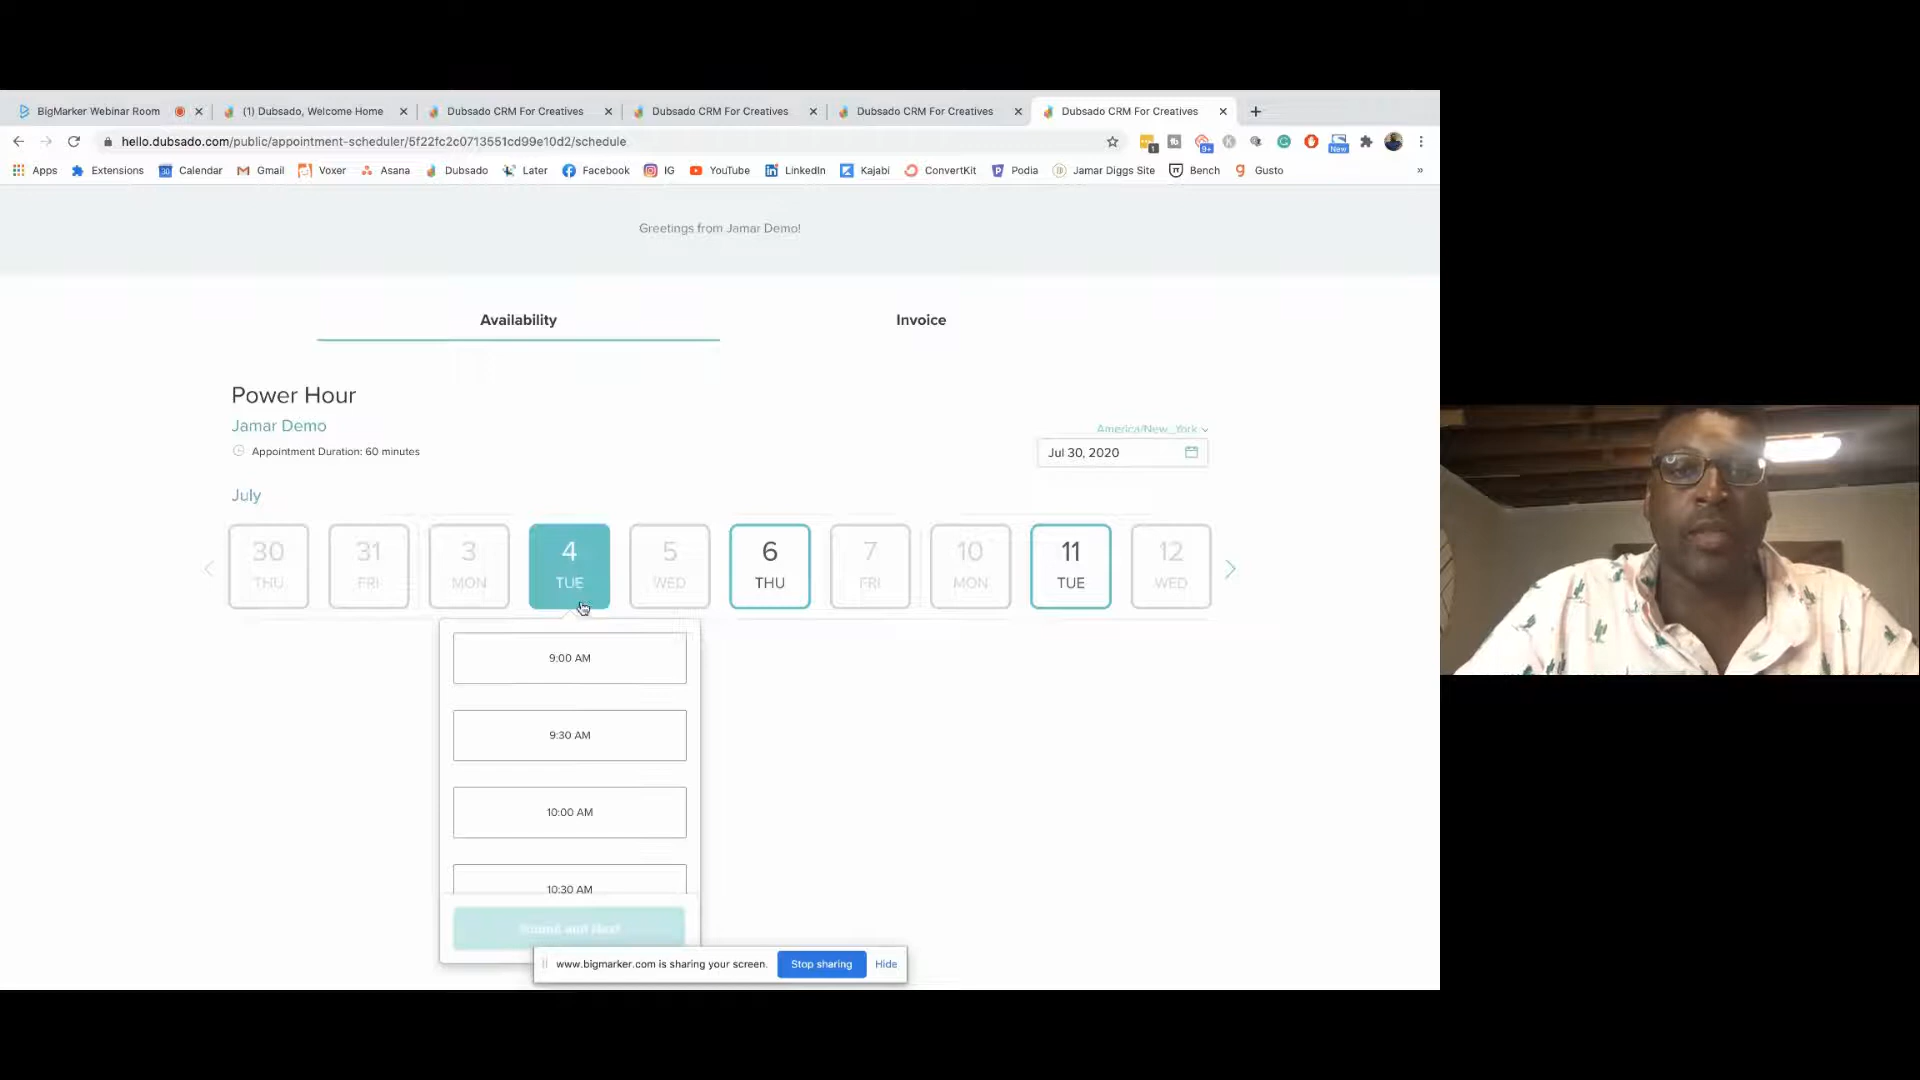 BigMarker Webinar Room
(1) Dubsado, Welcome Home
Dubsado CRM For Creatives
Dubsado CRM For Creatives
Dubsado CRM For Creatives
Dubsado CRM For Creatives
hello.dubsado.com/public/appointment-scheduler/5f22fc2c0713551cd99e10d2/schedule
1
9+
New
Apps
Extensions
Calendar
Gmail
Voxer
Asana
Dubsado
Later
Facebook
IG
YouTube
LinkedIn
Kajabi
ConvertKit
Podia
Jamar Diggs Site
Bench
Gusto
»
Greetings from Jamar Demo!
Availability
Invoice
Power Hour
Jamar Demo
Appointment Duration: 60 minutes
America/New_York
Jul 30, 2020
July
30
THU
31
FRI
3
MON
4
TUE
5
WED
6
THU
7
FRI
10
MON
11
TUE
12
WED
9:00 AM
9:30 AM
10:00 AM
10:30 AM
www.bigmarker.com is sharing your screen.
Stop sharing
Hide